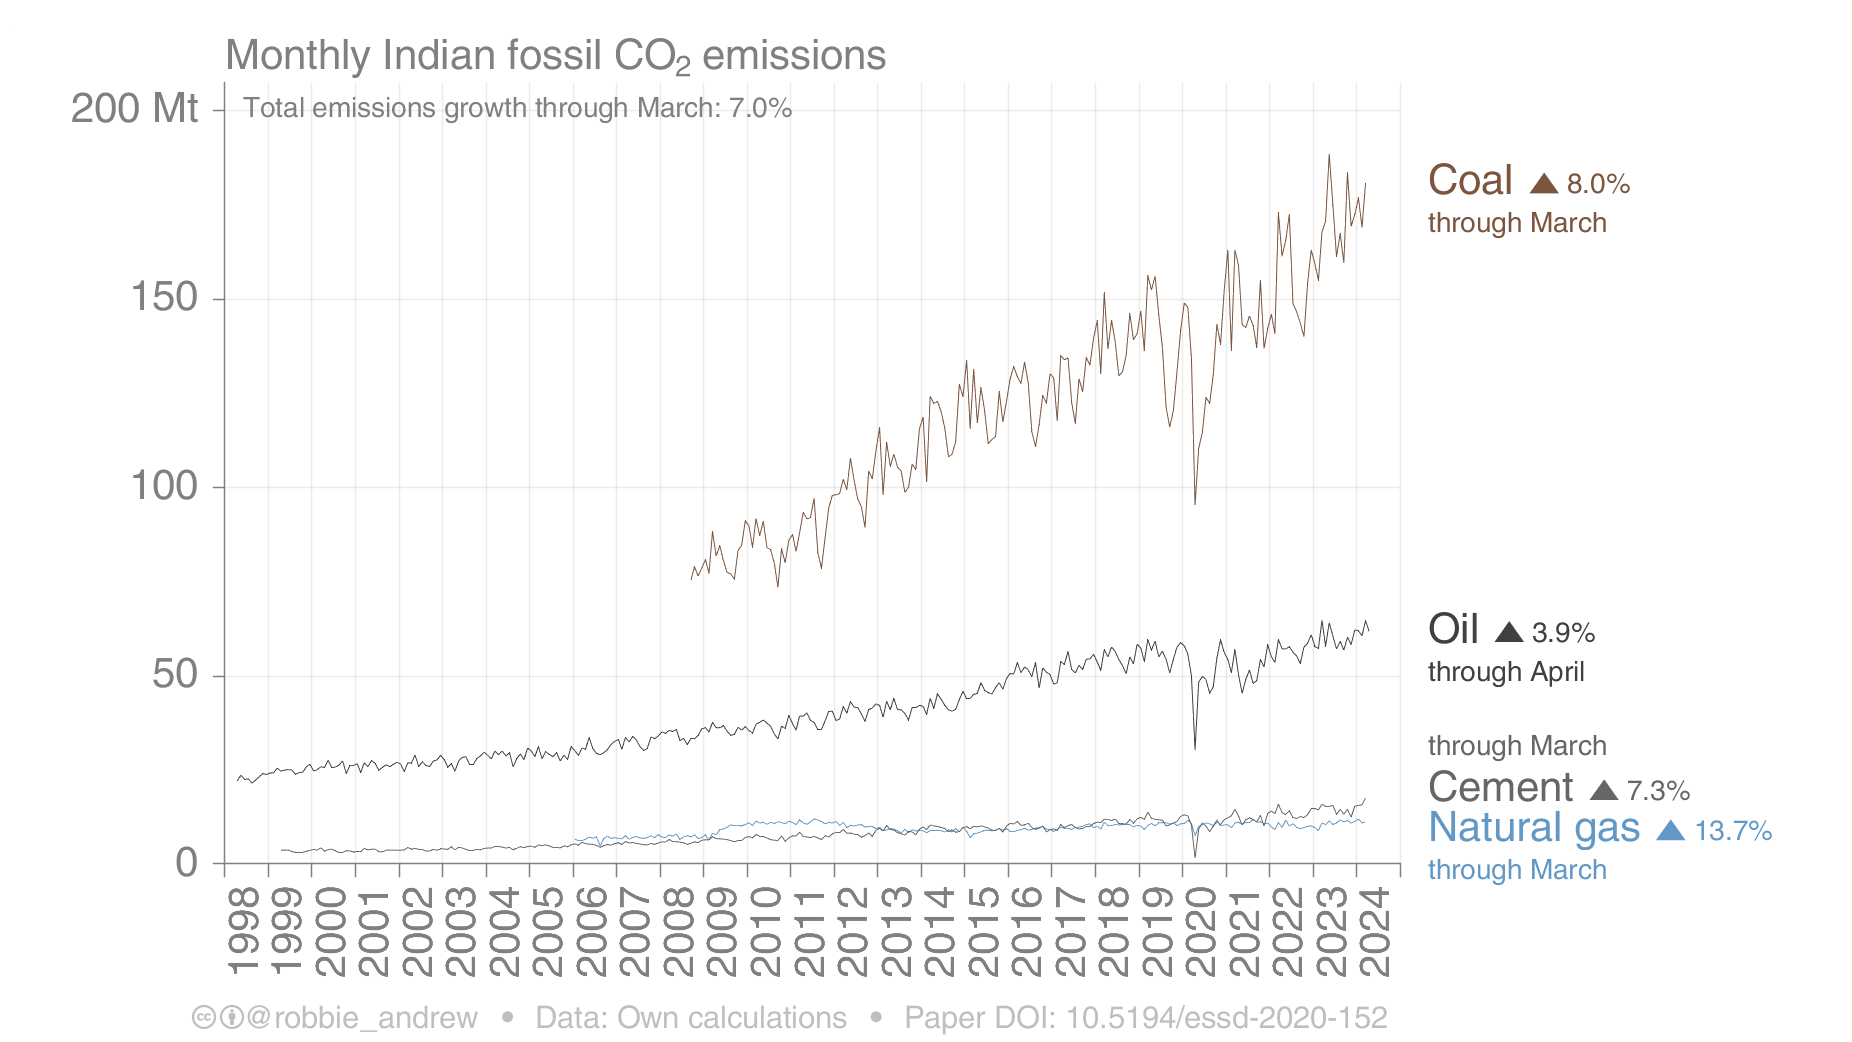 Monthly Indian fossil CO₂ emissions
Total emissions growth through March: 7.0%
200 Mt
150
100
50
0
Coal ▲ 8.0%
through March
Oil ▲ 3.9%
through April
through March
Cement ▲ 7.3%
Natural gas ▲ 13.7%
through March
1998
1999
2000
2001
2002
2003
2004
2005
2006
2007
2008
2009
2010
2011
2012
2013
2014
2015
2016
2017
2018
2019
2020
2021
2022
2023
2024
@robbie_andrew • Data: Own calculations • Paper DOI: 10.5194/essd-2020-152